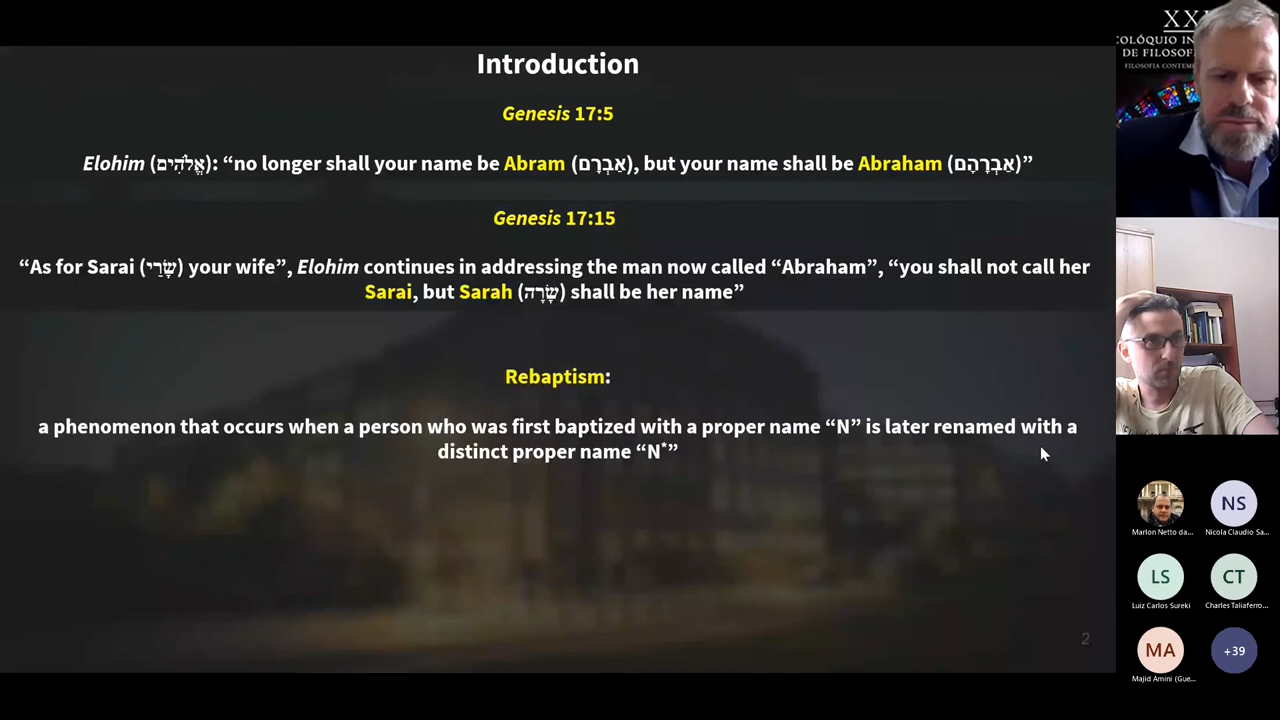 Introduction
Genesis 17:5
Elohim (אֱלֹהִים): “no longer shall your name be Abram (אַבְרָם), but your name shall be Abraham (אַבְרָהָם)”
Genesis 17:15
“As for Sarai (שָׂרַי) your wife”, Elohim continues in addressing the man now called “Abraham”, “you shall not call her
Sarai, but Sarah (שָׂרָה) shall be her name”
Rebaptism:
a phenomenon that occurs when a person who was first baptized with a proper name “N” is later renamed with a
distinct proper name “N*”
2
XXI
COLÓQUIO IN
DE FILOSOF
FILOSOFIA CONTEM
NS
Marlon Netto da...
Nicola Claudio Sa...
LS
CT
Luiz Carlos Sureki
Charles Taliaferro...
MA
+39
Majid Amini (Gue...